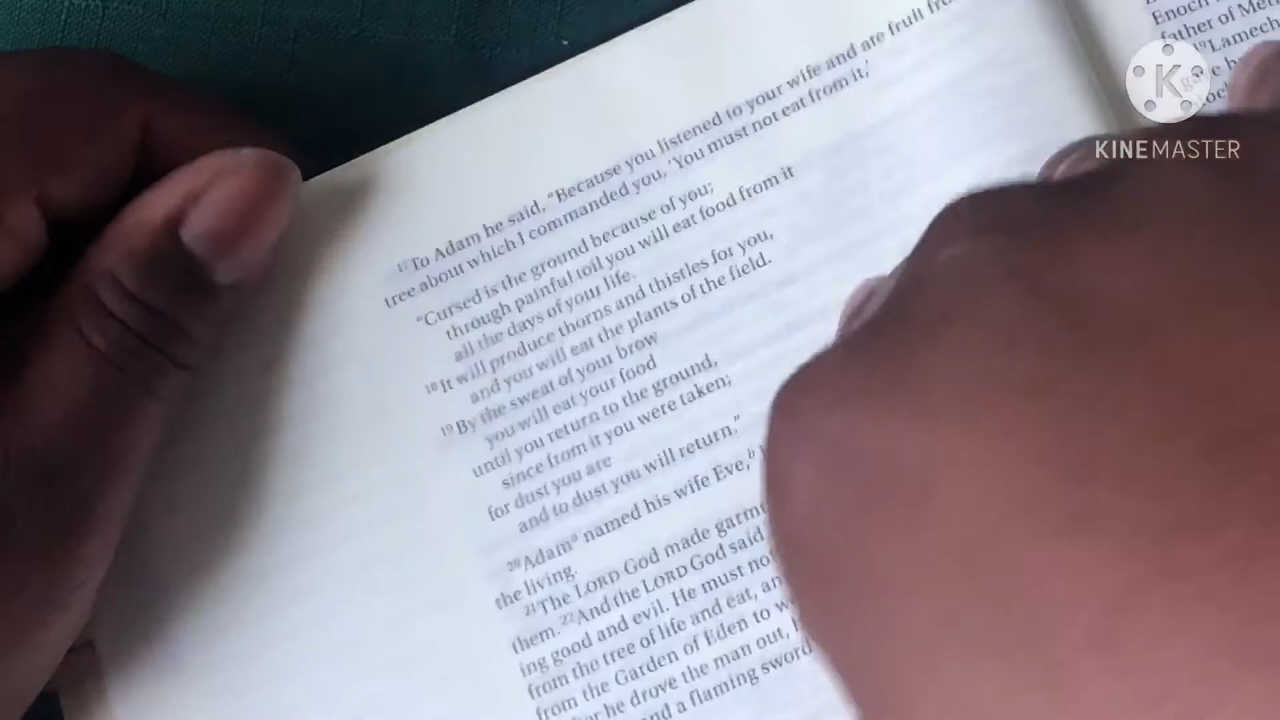 17To Adam he said, “Because you listened to your wife and ate fruit
tree about which I commanded you, ‘You must not eat from it,’
“Cursed is the ground because of you;
through painful toil you will eat food from it
all the days of your life.
18It will produce thorns and thistles for you,
and you will eat the plants of the field.
19By the sweat of your brow
you will eat your food
until you return to the ground,
since from it you were taken;
for dust you are
and to dust you will return.”
20Adama named his wife Eve,b
the living.
21The LORD God made
them. 22And the LORD God said
ing good and evil. He must
from the tree of life and eat,
from the Garden of Eden to
he drove the man out,
and a flaming sword
Enoch
father of
19Lamech
KINEMASTER